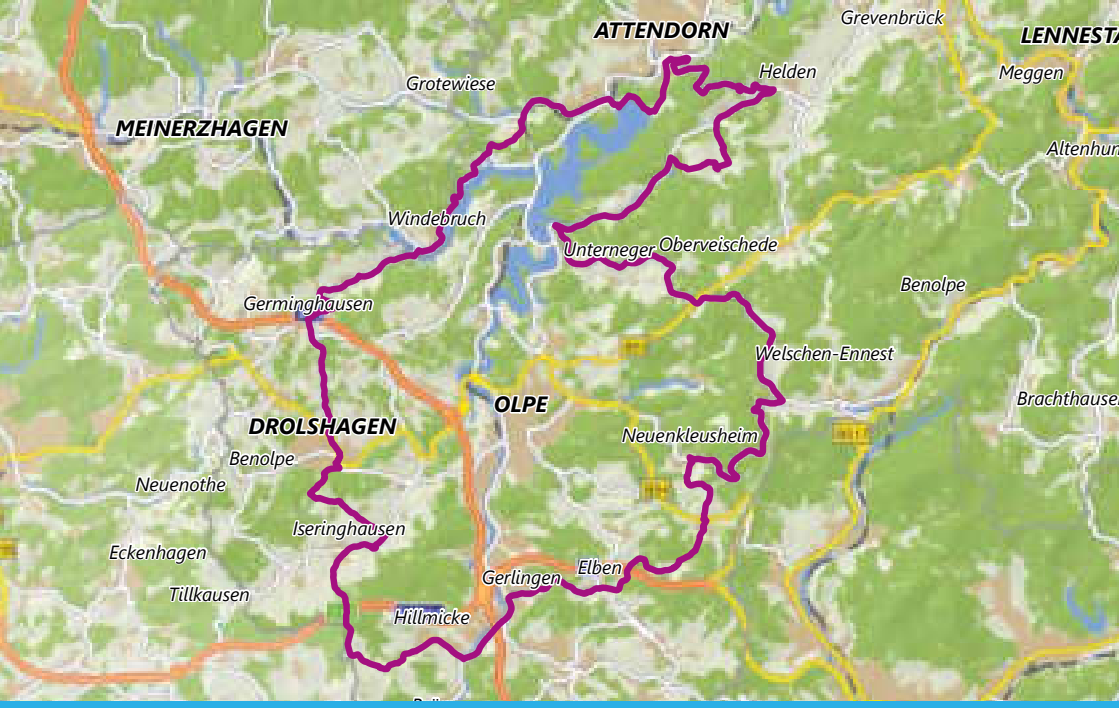 Grevenbrück
ATTENDORN
LENNESTA
Helden
Meggen
Grotewiese
MEINERZHAGEN
Altenhun
Windebruch
Unterneger
Oberveischede
Benolpe
Germinghausen
Welschen-Ennest
Brachthause
OLPE
DROLSHAGEN
Neuenkleusheim
Benolpe
Neuenothe
Iseringhausen
Eckenhagen
Elben
Gerlingen
Tillkausen
Hillmicke